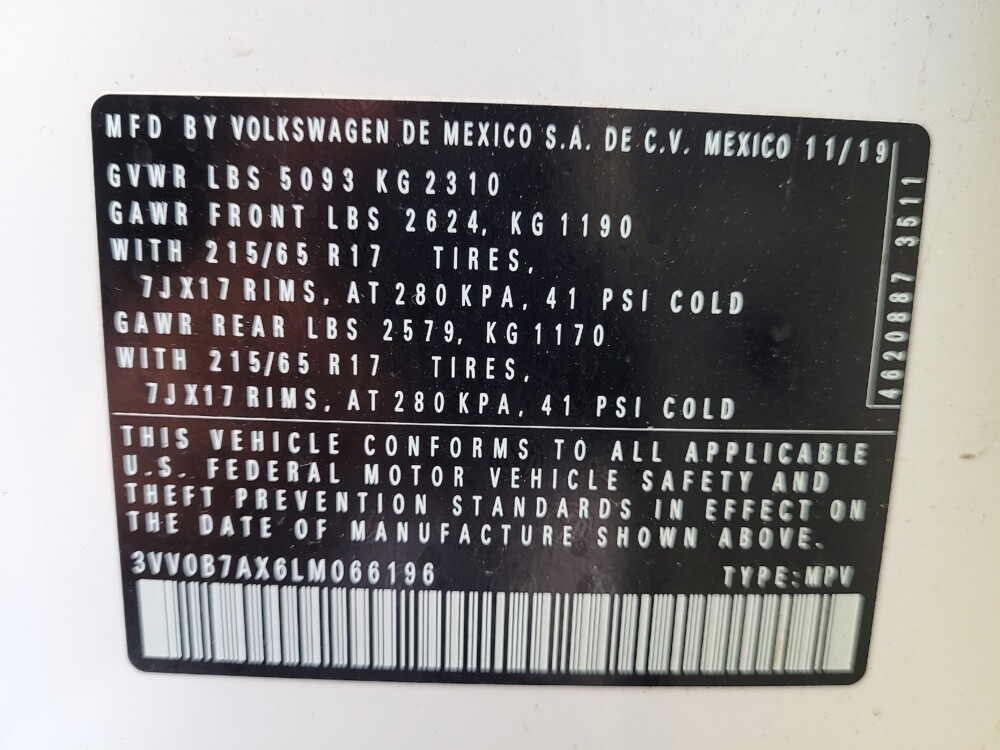 MFD BY VOLKSWAGEN DE MEXICO S.A. DE C.V. MEXICO 11/19
GVWR LBS 5093 KG 2310
GAWR FRONT LBS 2624, KG 1190
WITH 215/65 R17 TIRES,
7JX17 RIMS, AT 280 KPA, 41 PSI COLD
GAWR REAR LBS 2579, KG 1170
WITH 215/65 R17 TIRES,
7JX17 RIMS, AT 280 KPA, 41 PSI COLD
4620887 3511
THIS VEHICLE CONFORMS TO ALL APPLICABLE
U.S. FEDERAL MOTOR VEHICLE SAFETY AND
THEFT PREVENTION STANDARDS IN EFFECT ON
THE DATE OF MANUFACTURE SHOWN ABOVE.
3VV0B7AX6LM066196 TYPE:MPV